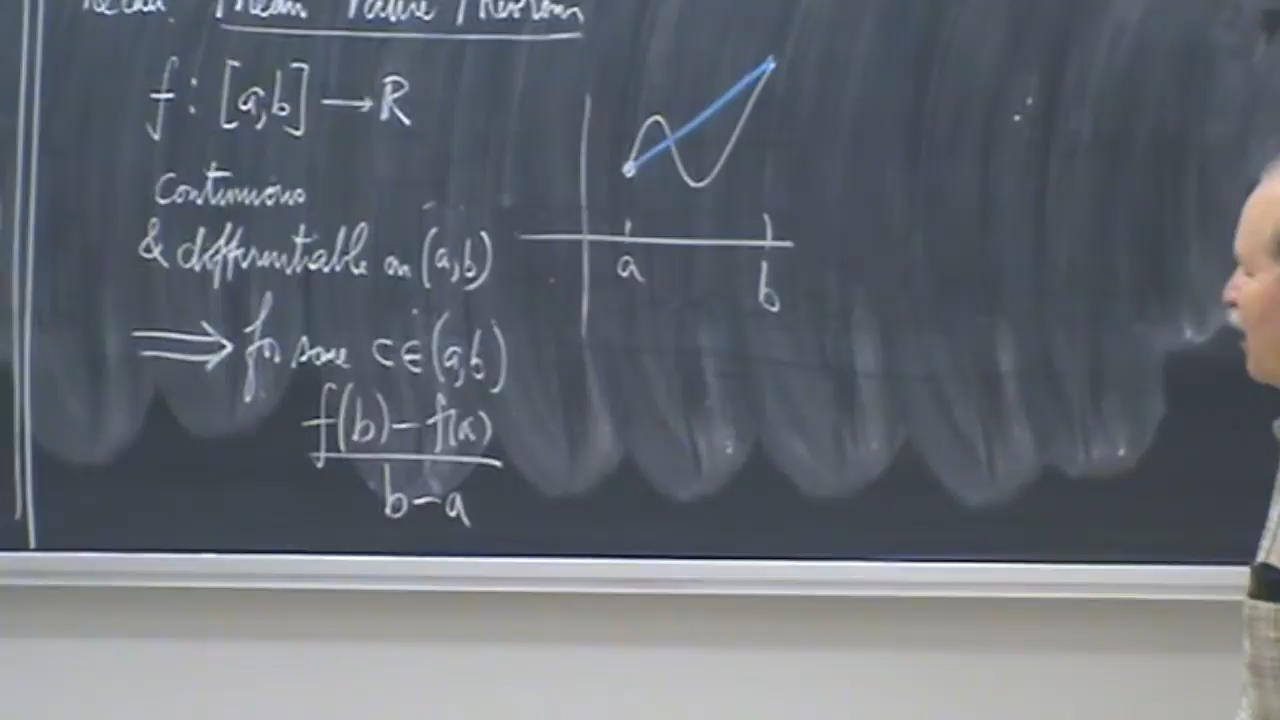 Recall Mean Value Theorem
f : [a,b] → R
continuous
& differentiable on (a,b)
⟹ for some c ∈ (a,b)
f(b) − f(a)
b − a
a
b